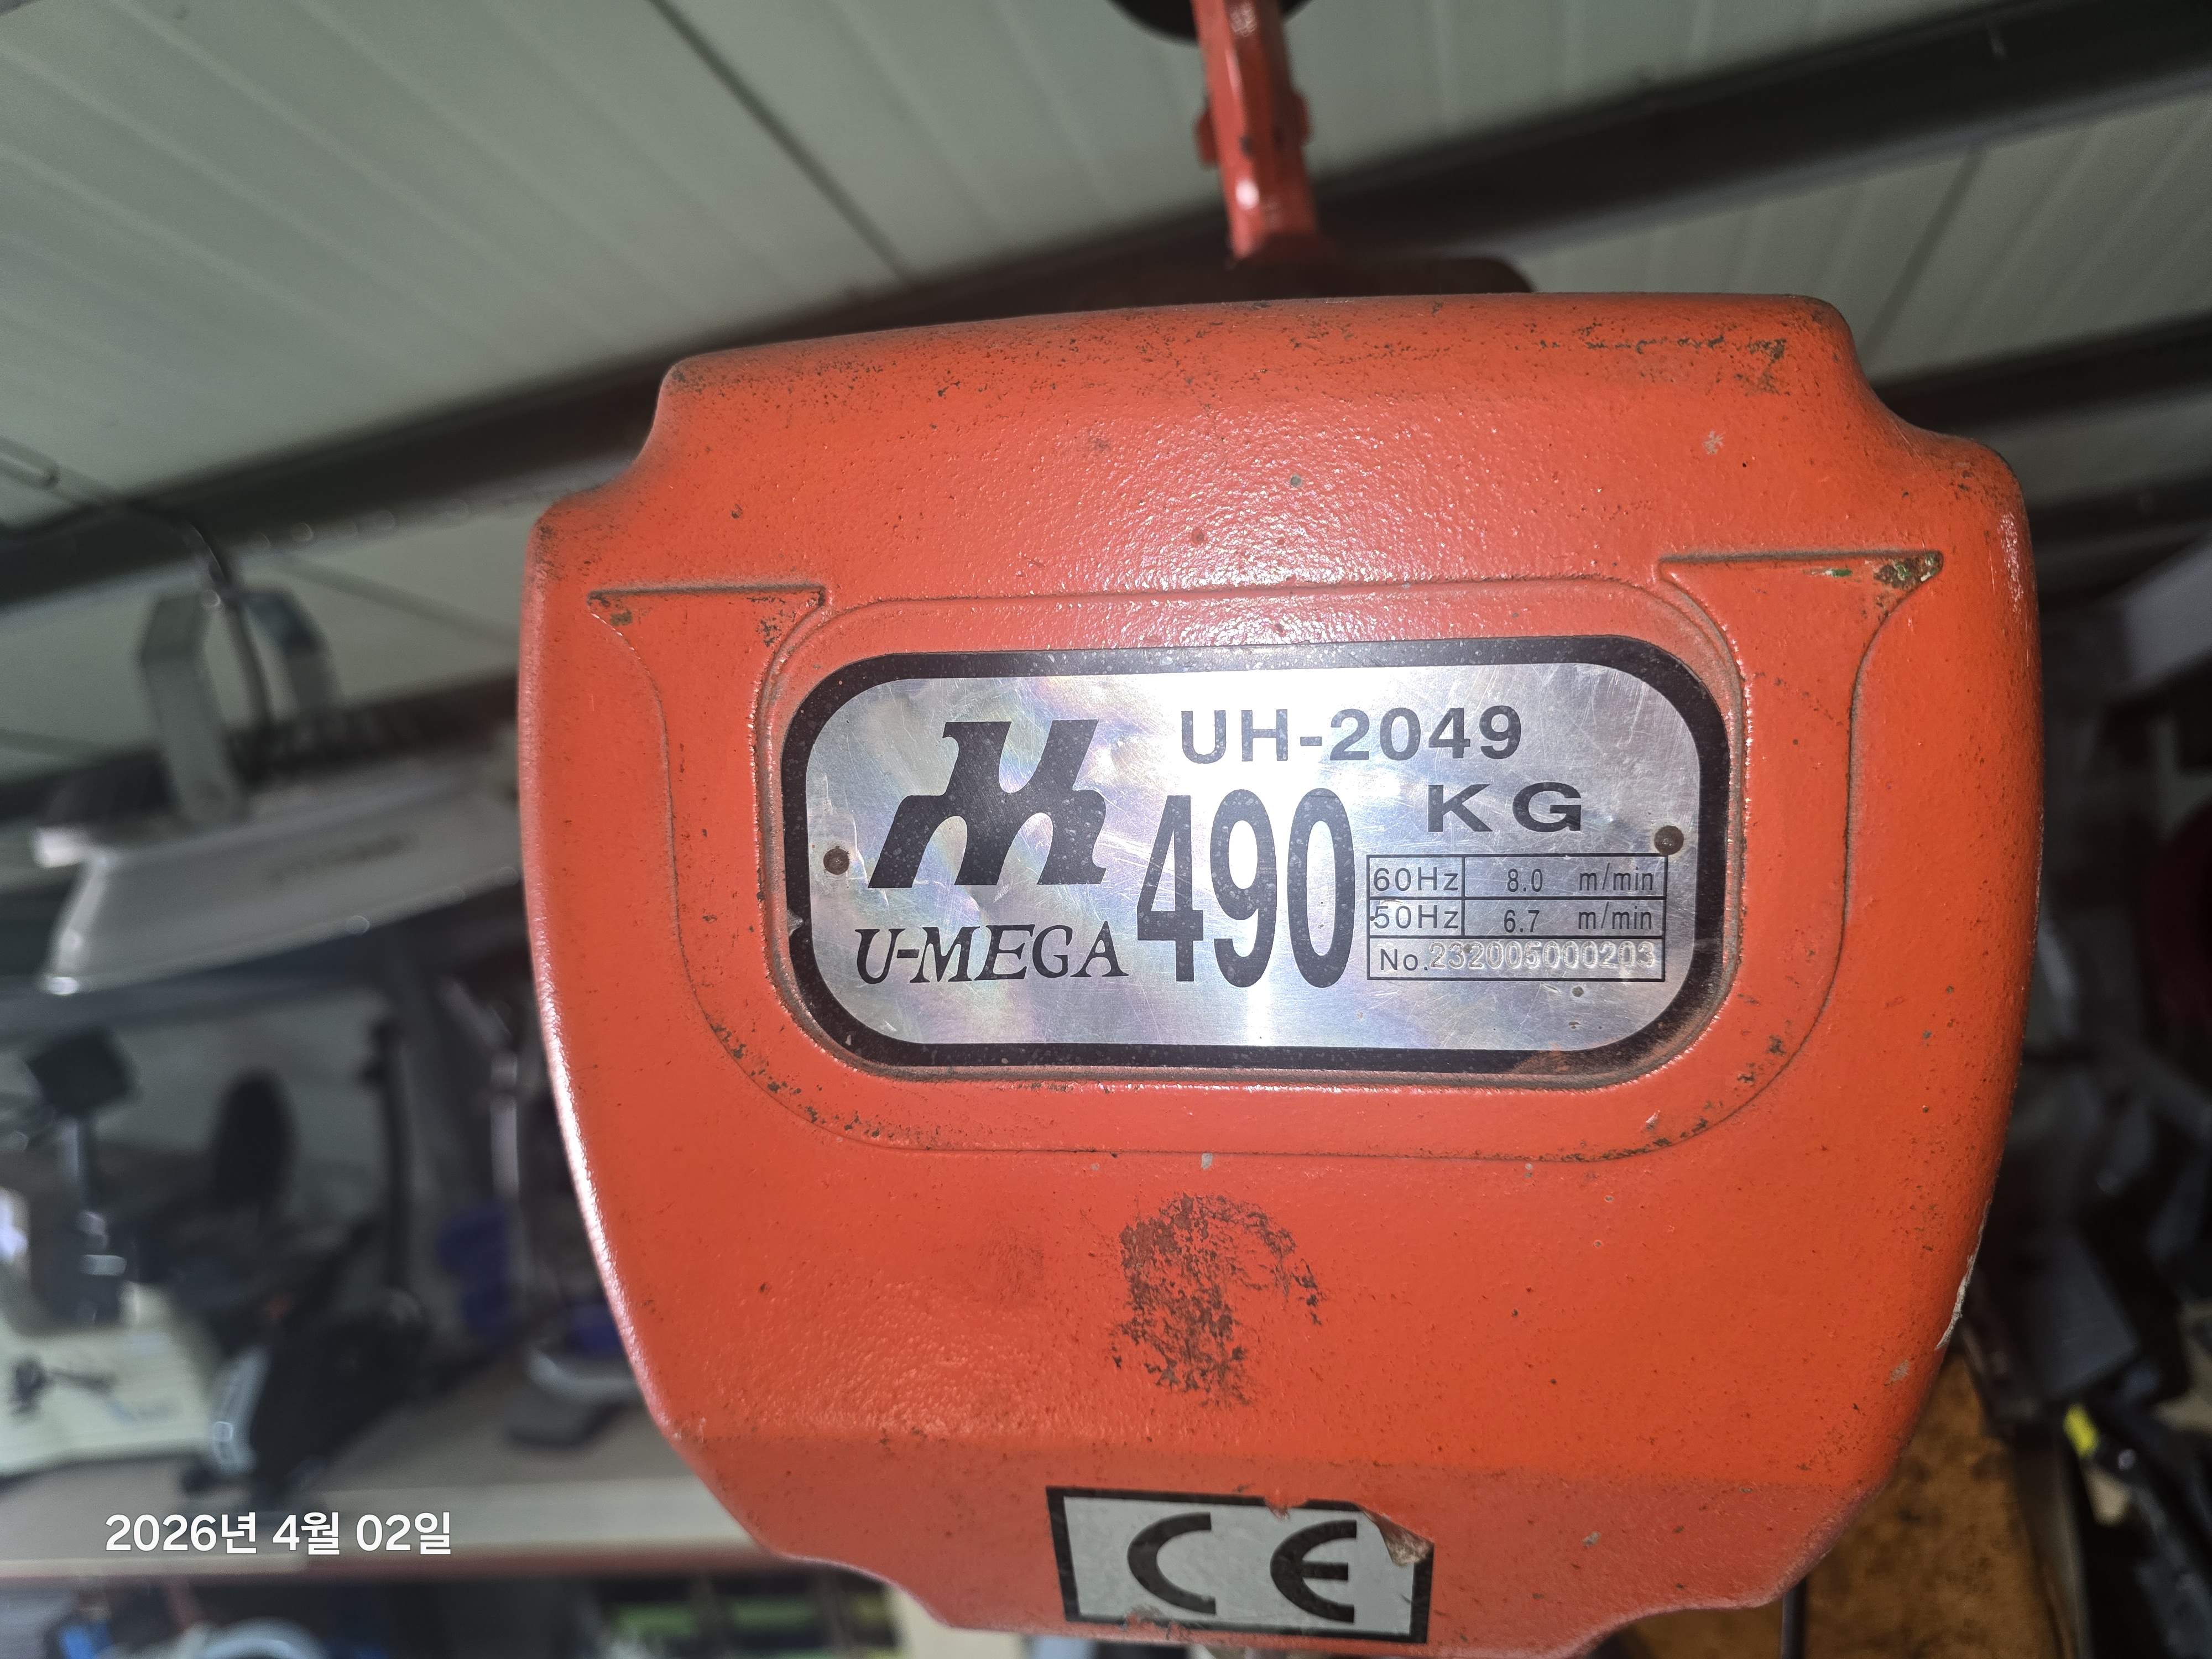 UH-2049
KG
490
U-MEGA
60Hz 8.0 m/min
50Hz 6.7 m/min
No.232005000203
CE
2026년 4월 02일